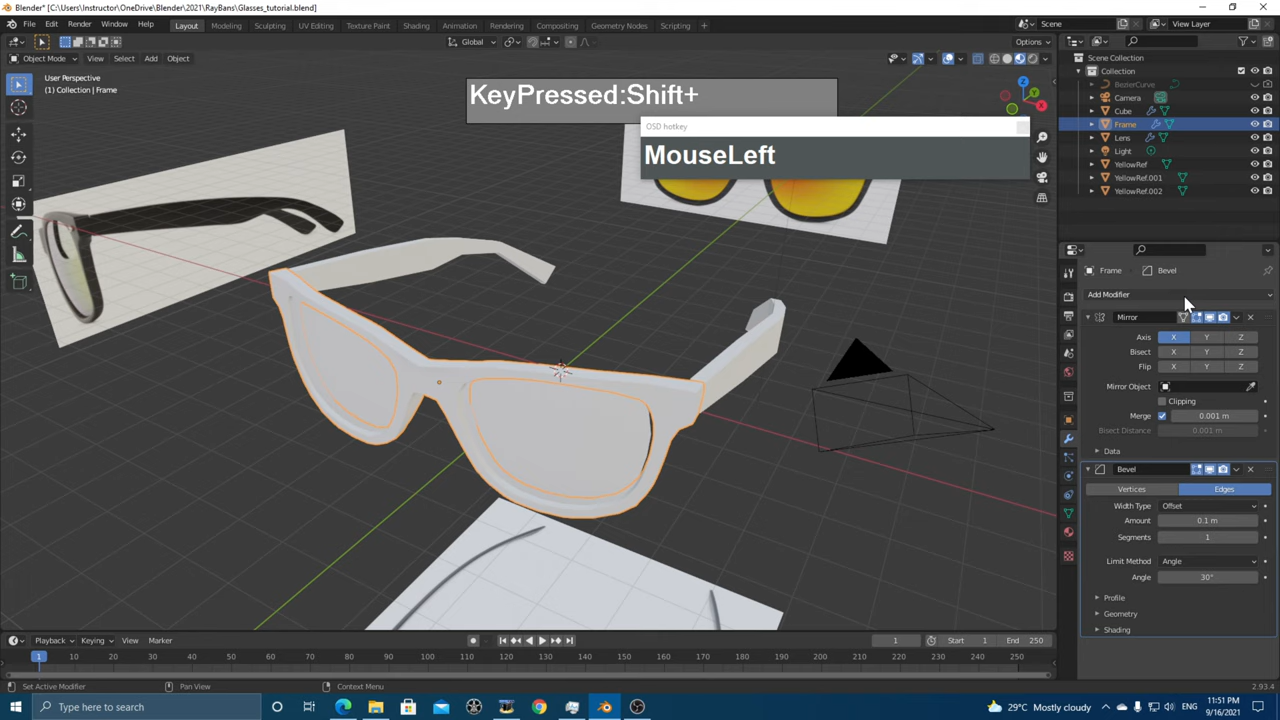 Blender* [C:\Users\Instructor\OneDrive\Blender\2021\RayBans\Glasses_tutorial.blend]
File Edit Render Window Help Layout Modeling Sculpting UV Editing Texture Paint Shading Animation Rendering Compositing Geometry Nodes Scripting Scene View Layer
Global Options
Object Mode View Select Add Object
User Perspective
(1) Collection | Frame
KeyPressed:Shift+
OSD hotkey
MouseLeft
Z
Y
X
Scene Collection
Collection
BezierCurve
Camera
Cube
Frame
Lens
Light
YellowRef
YellowRef.001
YellowRef.002
Frame Bevel
Add Modifier
Mirror
Axis X Y Z
Bisect X Y Z
Flip X Y Z
Mirror Object
Clipping
Merge 0.001 m
Bisect Distance 0.001 m
Data
Bevel
Vertices Edges
Width Type Offset
Amount 0.1 m
Segments 1
Limit Method Angle
Angle 30°
Profile
Geometry
Shading
Playback Keying View Marker 1 Start 1 End 250
1 10 20 30 40 50 60 70 80 90 100 110 120 130 140 150 160 170 180 190 200 210 220 230 240 250
Set Active Modifier Pan View Context Menu 2.93.4
Type here to search 29°C Mostly cloudy 11:51 PM
9/16/2021